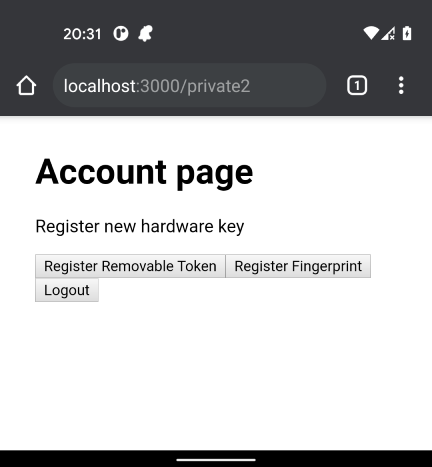 20:31
localhost:3000/private2
1
Account page
Register new hardware key
Register Removable Token Register Fingerprint
Logout